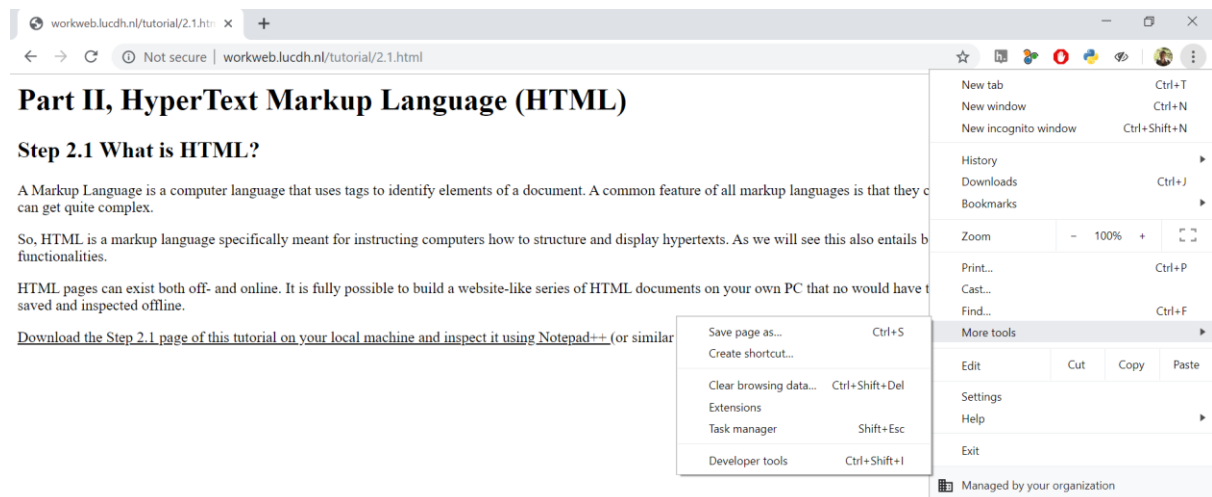 workweb.lucdh.nl/tutorial/2.1.htn
Not secure | workweb.lucdh.nl/tutorial/2.1.html
Part II, HyperText Markup Language (HTML)
Step 2.1 What is HTML?
A Markup Language is a computer language that uses tags to identify elements of a document. A common feature of all markup languages is that they c
can get quite complex.
So, HTML is a markup language specifically meant for instructing computers how to structure and display hypertexts. As we will see this also entails b
functionalities.
HTML pages can exist both off- and online. It is fully possible to build a website-like series of HTML documents on your own PC that no would have t
saved and inspected offline.
Download the Step 2.1 page of this tutorial on your local machine and inspect it using Notepad++ (or similar
Save page as... Ctrl+S
Create shortcut...
Clear browsing data... Ctrl+Shift+Del
Extensions
Task manager Shift+Esc
Developer tools Ctrl+Shift+I
New tab Ctrl+T
New window Ctrl+N
New incognito window Ctrl+Shift+N
History
Downloads Ctrl+J
Bookmarks
Zoom - 100% +
Print... Ctrl+P
Cast...
Find... Ctrl+F
More tools
Edit Cut Copy Paste
Settings
Help
Exit
Managed by your organization